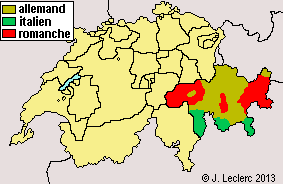 allemand
italien
romanche
© J. Leclerc 2013